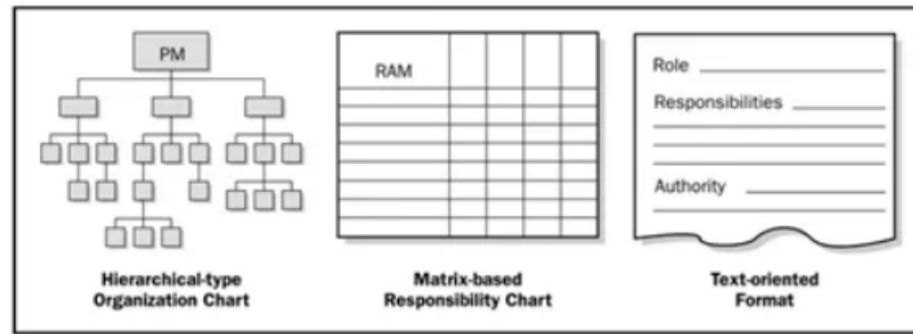 PM
RAM
Role
Responsibilities
Authority
Hierarchical-type
Organization Chart
Matrix-based
Responsibility Chart
Text-oriented
Format